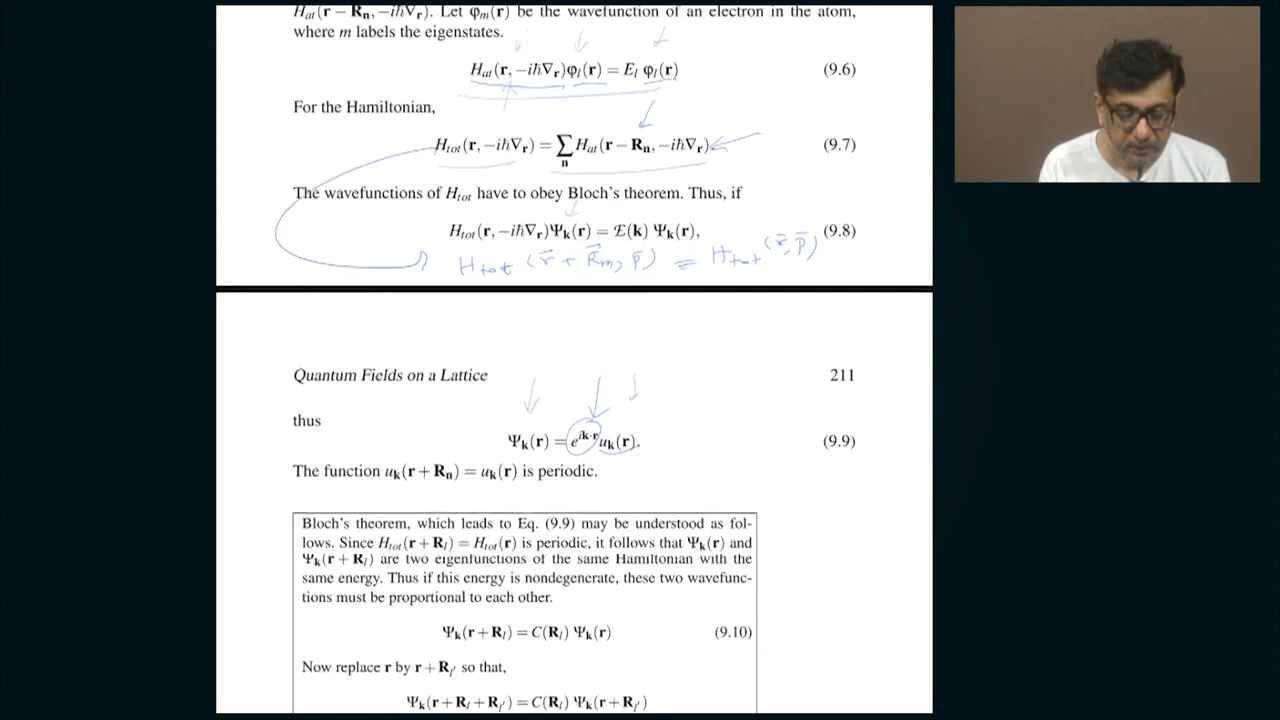 H_at(r − R_n, −iħ∇_r). Let φ_m(r) be the wavefunction of an electron in the atom,
where m labels the eigenstates.
H_at(r, −iħ∇_r)φ_l(r) = E_l φ_l(r) (9.6)
For the Hamiltonian,
H_tot(r, −iħ∇_r) = ∑_n H_at(r − R_n, −iħ∇_r) (9.7)
The wavefunctions of H_tot have to obey Bloch's theorem. Thus, if
H_tot(r, −iħ∇_r)Ψ_k(r) = Ɛ(k) Ψ_k(r), (9.8)
H_tot (r⃗ + R⃗_m, p⃗) = H_tot (r⃗, p⃗)
Quantum Fields on a Lattice 211
thus
Ψ_k(r) = e^{ik·r} u_k(r). (9.9)
The function u_k(r + R_n) = u_k(r) is periodic.
Bloch's theorem, which leads to Eq. (9.9) may be understood as fol-
lows. Since H_tot(r + R_l) = H_tot(r) is periodic, it follows that Ψ_k(r) and
Ψ_k(r + R_l) are two eigenfunctions of the same Hamiltonian with the
same energy. Thus if this energy is nondegenerate, these two wavefunc-
tions must be proportional to each other.
Ψ_k(r + R_l) = C(R_l) Ψ_k(r) (9.10)
Now replace r by r + R_l′ so that,
Ψ_k(r + R_l + R_l′) = C(R_l) Ψ_k(r + R_l′)